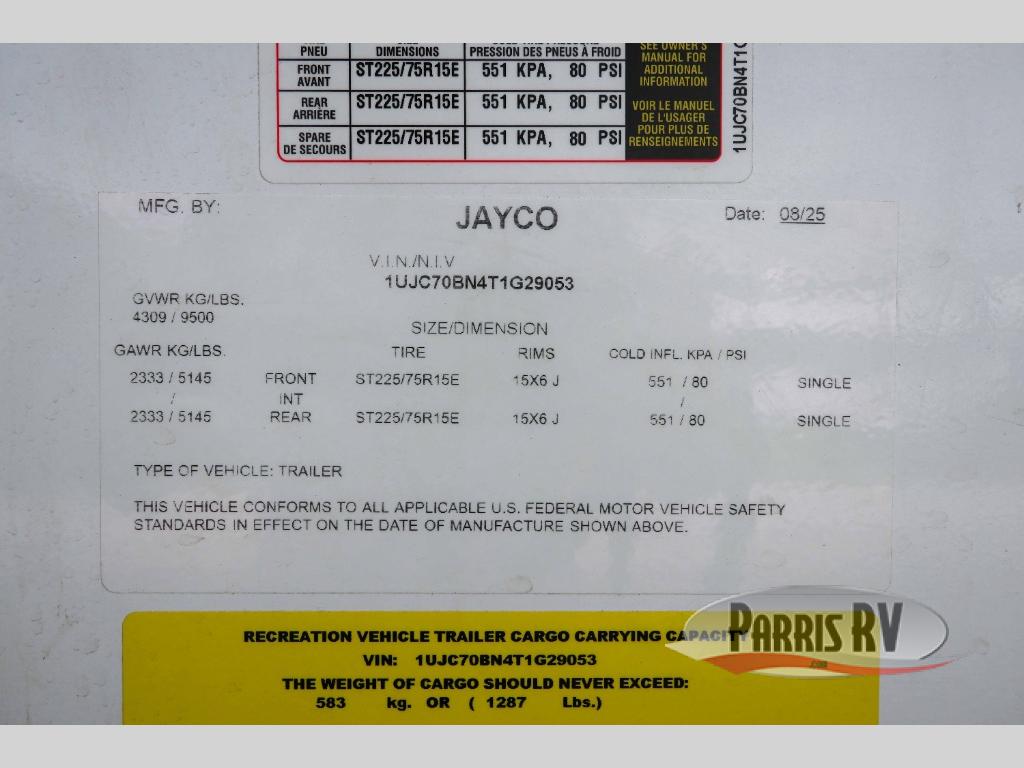 PNEU DIMENSIONS PRESSION DES PNEUS À FROID
SEE OWNER'S
MANUAL FOR
ADDITIONAL
INFORMATION
VOIR LE MANUEL
DE L'USAGER
POUR PLUS DE
RENSEIGNEMENTS
FRONT
AVANT ST225/75R15E 551 KPA, 80 PSI
REAR
ARRIÈRE ST225/75R15E 551 KPA, 80 PSI
SPARE
DE SECOURS ST225/75R15E 551 KPA, 80 PSI
1UJC70BN4T1G
MFG. BY: JAYCO Date: 08/25
V.I.N./N.I.V
1UJC70BN4T1G29053
GVWR KG/LBS.
4309 / 9500
SIZE/DIMENSION
GAWR KG/LBS. TIRE RIMS COLD INFL. KPA / PSI
2333 / 5145 FRONT ST225/75R15E 15X6 J 551 / 80 SINGLE
/ INT /
2333 / 5145 REAR ST225/75R15E 15X6 J 551 / 80 SINGLE
TYPE OF VEHICLE: TRAILER
THIS VEHICLE CONFORMS TO ALL APPLICABLE U.S. FEDERAL MOTOR VEHICLE SAFETY
STANDARDS IN EFFECT ON THE DATE OF MANUFACTURE SHOWN ABOVE.
RECREATION VEHICLE TRAILER CARGO CARRYING CAPACITY
VIN: 1UJC70BN4T1G29053
THE WEIGHT OF CARGO SHOULD NEVER EXCEED:
583 kg. OR ( 1287 Lbs.)
PARRIS RV
.com